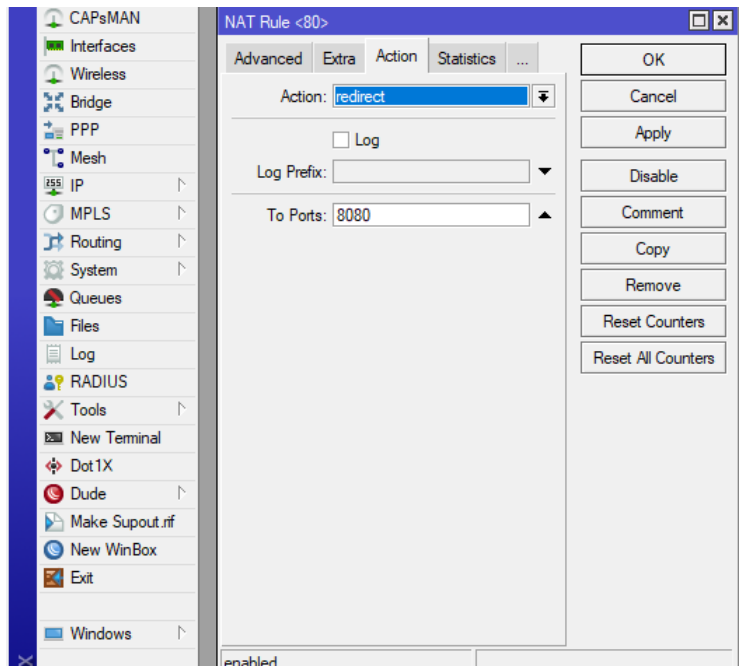 CAPsMAN
Interfaces
Wireless
Bridge
PPP
Mesh
255 IP
MPLS
Routing
System
Queues
Files
Log
RADIUS
Tools
New Terminal
Dot1X
Dude
Make Supout.rif
New WinBox
Exit
Windows
X
NAT Rule <80>
Advanced Extra Action Statistics ...
Action: redirect
Log
Log Prefix:
To Ports: 8080
OK
Cancel
Apply
Disable
Comment
Copy
Remove
Reset Counters
Reset All Counters
enabled